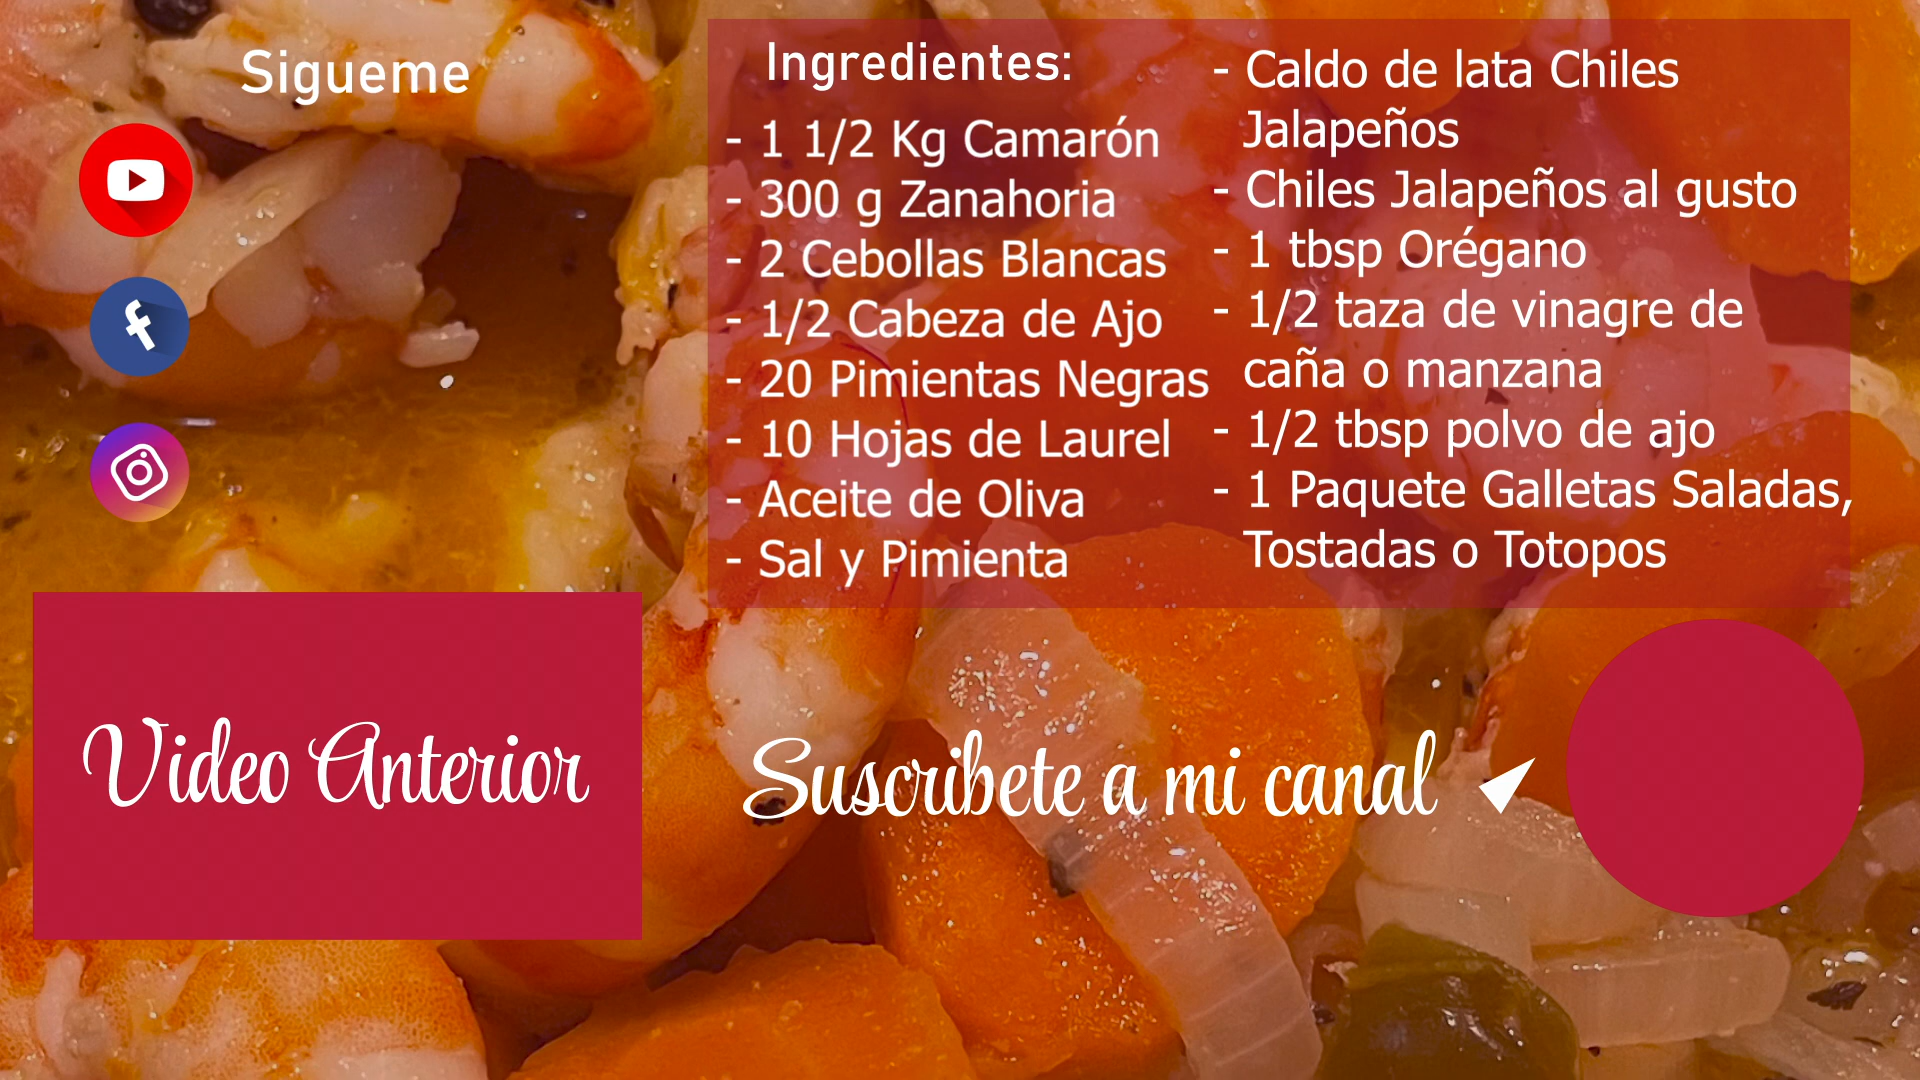 Sigueme
Ingredientes:
- 1 1/2 Kg Camarón
- 300 g Zanahoria
- 2 Cebollas Blancas
- 1/2 Cabeza de Ajo
- 20 Pimientas Negras
- 10 Hojas de Laurel
- Aceite de Oliva
- Sal y Pimienta
- Caldo de lata Chiles
Jalapeños
- Chiles Jalapeños al gusto
- 1 tbsp Orégano
- 1/2 taza de vinagre de
caña o manzana
- 1/2 tbsp polvo de ajo
- 1 Paquete Galletas Saladas,
Tostadas o Totopos
Video Anterior
Suscribete a mi canal